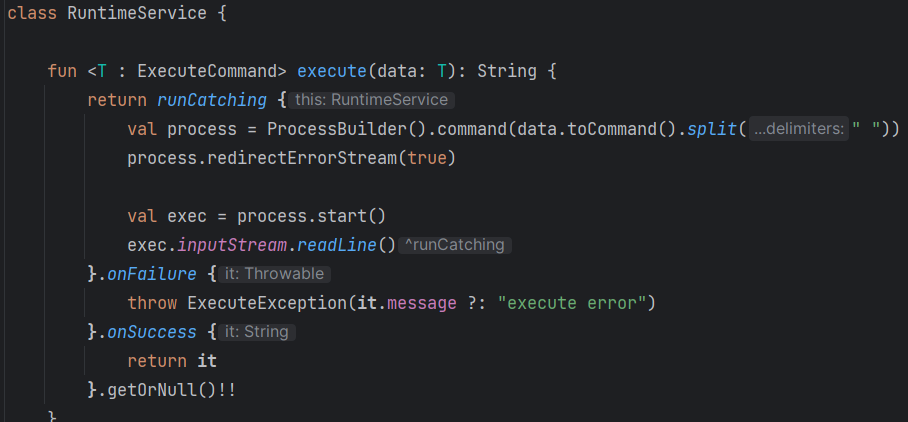 class RuntimeService {
fun <T : ExecuteCommand> execute(data: T): String {
return runCatching { this: RuntimeService
val process = ProcessBuilder().command(data.toCommand().split( ...delimiters: " "))
process.redirectErrorStream(true)
val exec = process.start()
exec.inputStream.readLine() ^runCatching
}.onFailure { it: Throwable
throw ExecuteException(it.message ?: "execute error")
}.onSuccess { it: String
return it
}.getOrNull()!!
}